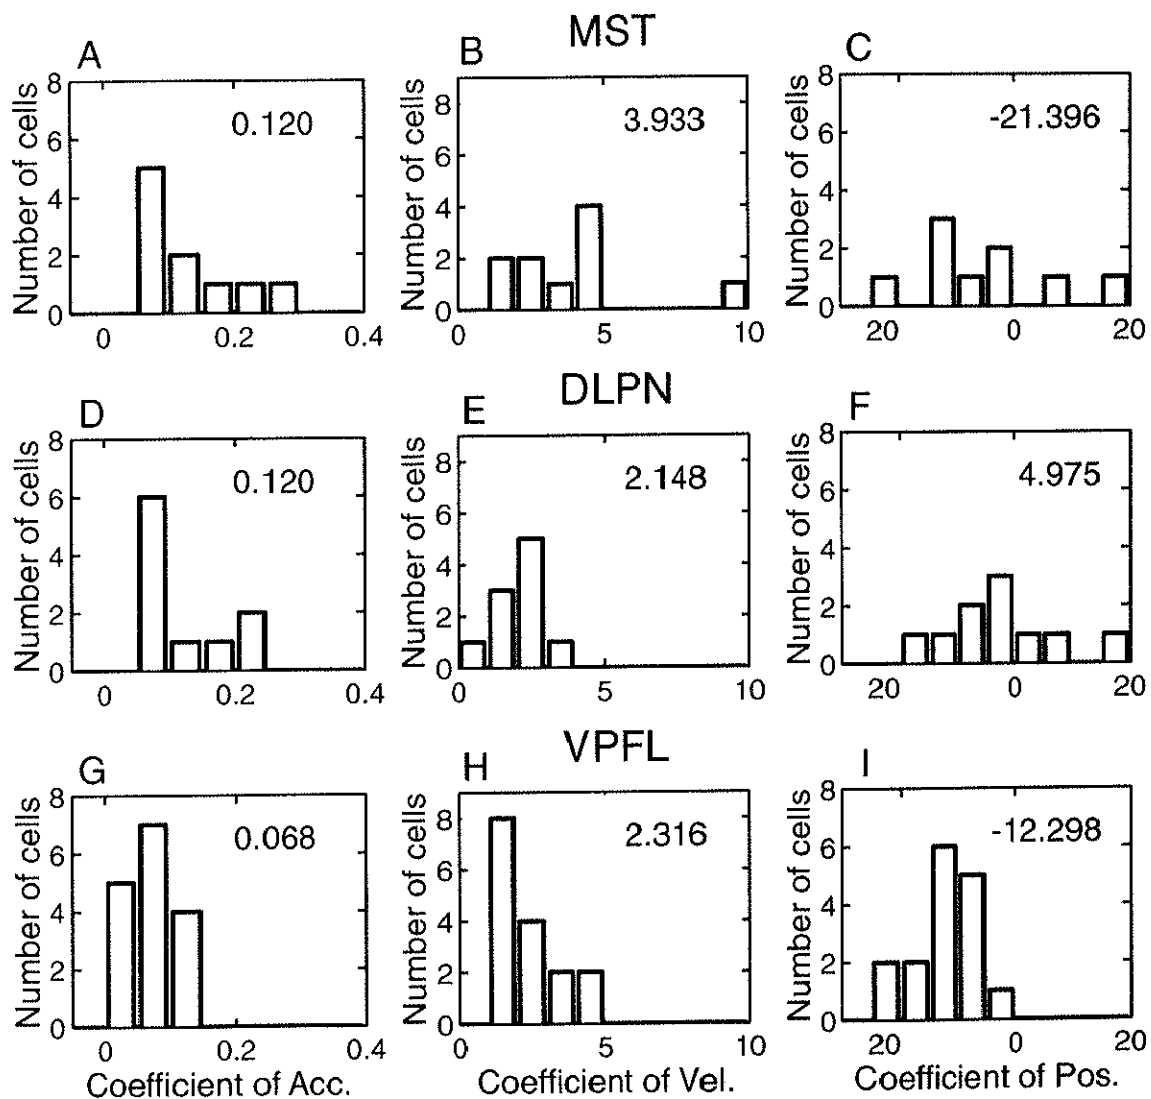 MST
A B C
0.120 3.933 -21.396
Number of cells Number of cells Number of cells
8 6 4 2 0
8 6 4 2 0
8 6 4 2 0
0 0.2 0.4 0 5 10 20 0 20
DLPN
D E F
0.120 2.148 4.975
Number of cells Number of cells Number of cells
8 6 4 2 0
8 6 4 2 0
8 6 4 2 0
0 0.2 0.4 0 5 10 20 0 20
VPFL
G H I
0.068 2.316 -12.298
Number of cells Number of cells Number of cells
8 6 4 2 0
8 6 4 2 0
8 6 4 2 0
0 0.2 0.4 0 5 10 20 0 20
Coefficient of Acc. Coefficient of Vel. Coefficient of Pos.